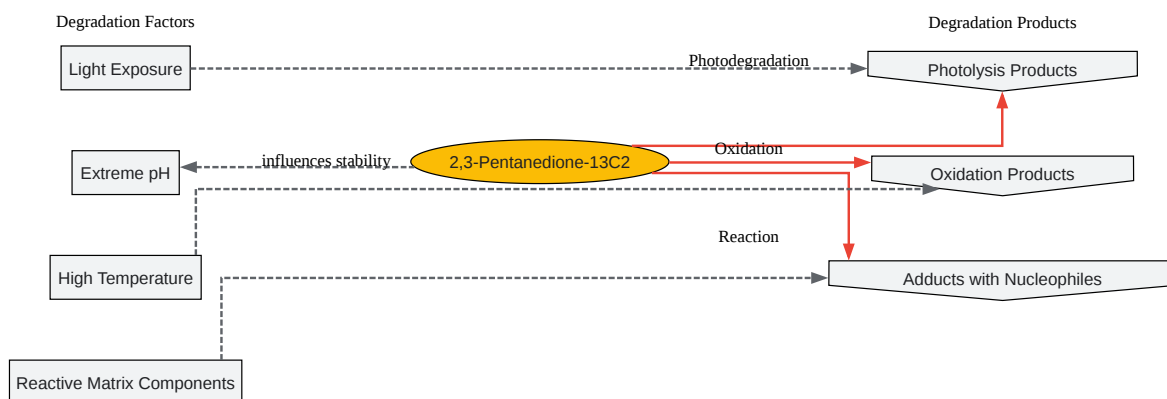 Degradation Factors
Degradation Products
Light Exposure
Photodegradation
Photolysis Products
Extreme pH
influences stability
2,3-Pentanedione-13C2
Oxidation
Oxidation Products
High Temperature
Reaction
Adducts with Nucleophiles
Reactive Matrix Components